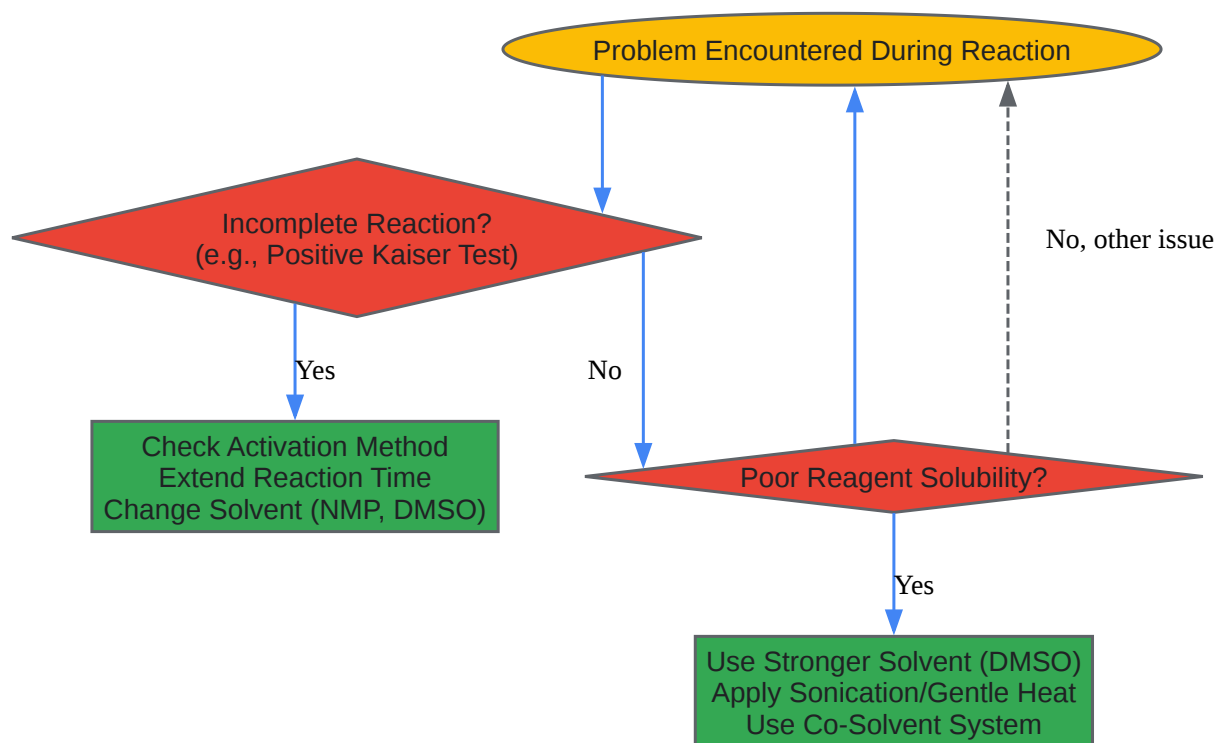 Problem Encountered During Reaction
Incomplete Reaction?
(e.g., Positive Kaiser Test)
No, other issue
Yes
No
Check Activation Method
Extend Reaction Time
Change Solvent (NMP, DMSO)
Poor Reagent Solubility?
Yes
Use Stronger Solvent (DMSO)
Apply Sonication/Gentle Heat
Use Co-Solvent System